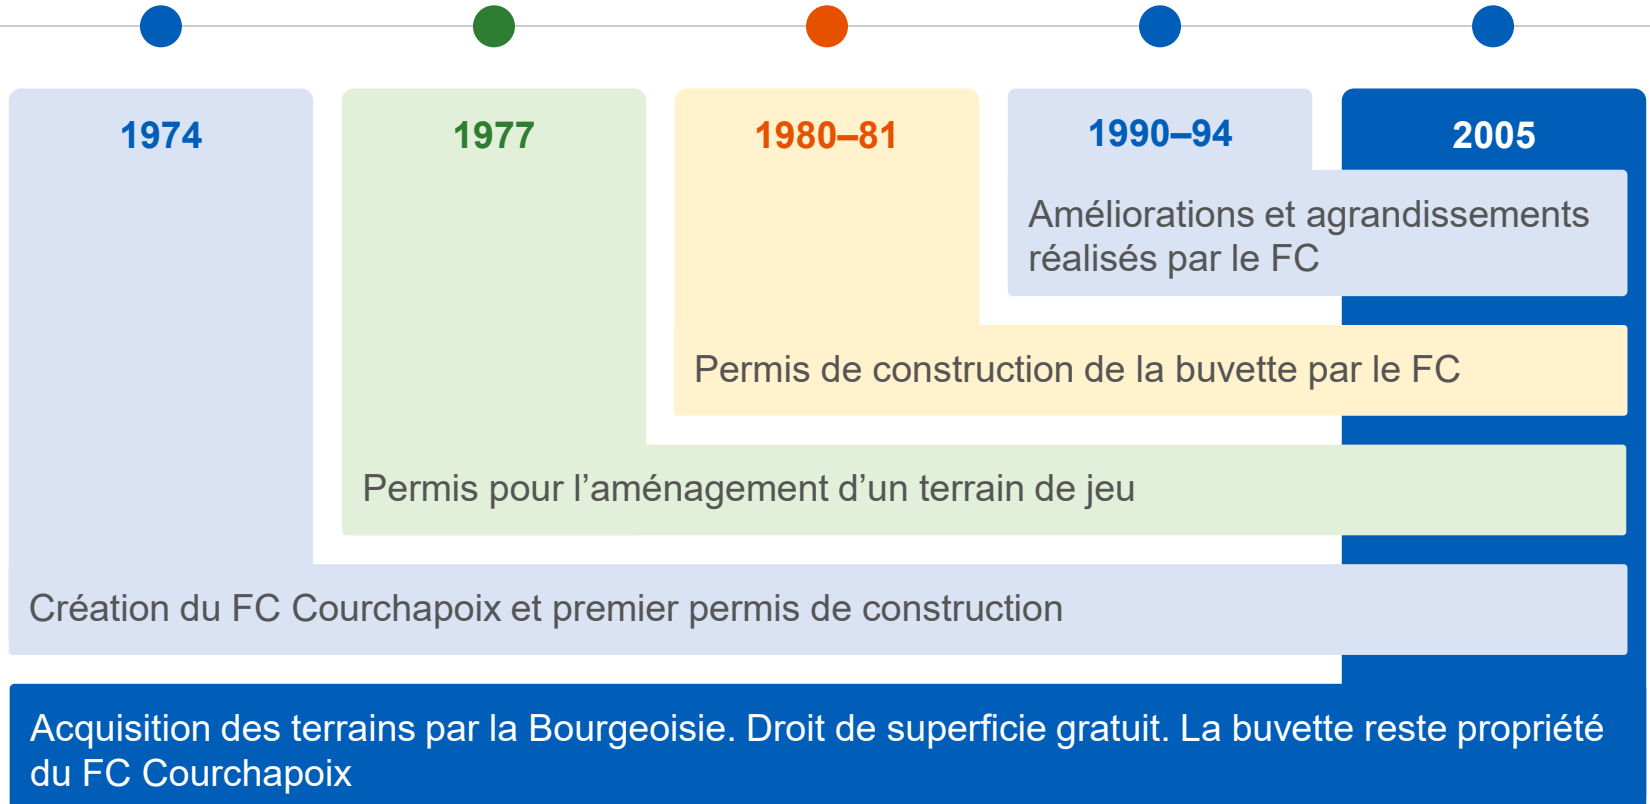 1974
1977
1980–81
1990–94
2005
Améliorations et agrandissements
réalisés par le FC
Permis de construction de la buvette par le FC
Permis pour l’aménagement d’un terrain de jeu
Création du FC Courchapoix et premier permis de construction
Acquisition des terrains par la Bourgeoisie. Droit de superficie gratuit. La buvette reste propriété
du FC Courchapoix